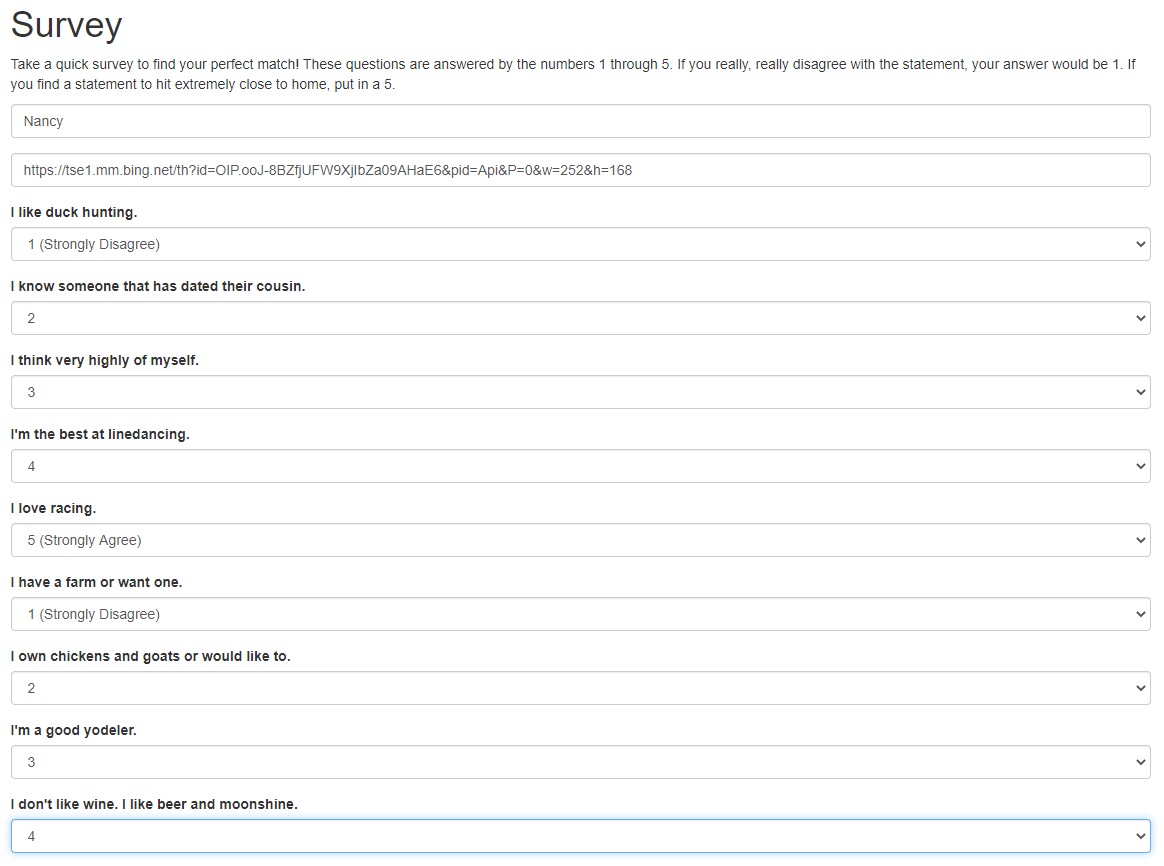 Survey
Take a quick survey to find your perfect match! These questions are answered by the numbers 1 through 5. If you really, really disagree with the statement, your answer would be 1. If
you find a statement to hit extremely close to home, put in a 5.
Nancy
https://tse1.mm.bing.net/th?id=OIP.ooJ-8BZfjUFW9XjIbZa09AHaE6&pid=Api&P=0&w=252&h=168
I like duck hunting.
1 (Strongly Disagree)
I know someone that has dated their cousin.
2
I think very highly of myself.
3
I'm the best at linedancing.
4
I love racing.
5 (Strongly Agree)
I have a farm or want one.
1 (Strongly Disagree)
I own chickens and goats or would like to.
2
I'm a good yodeler.
3
I don't like wine. I like beer and moonshine.
4